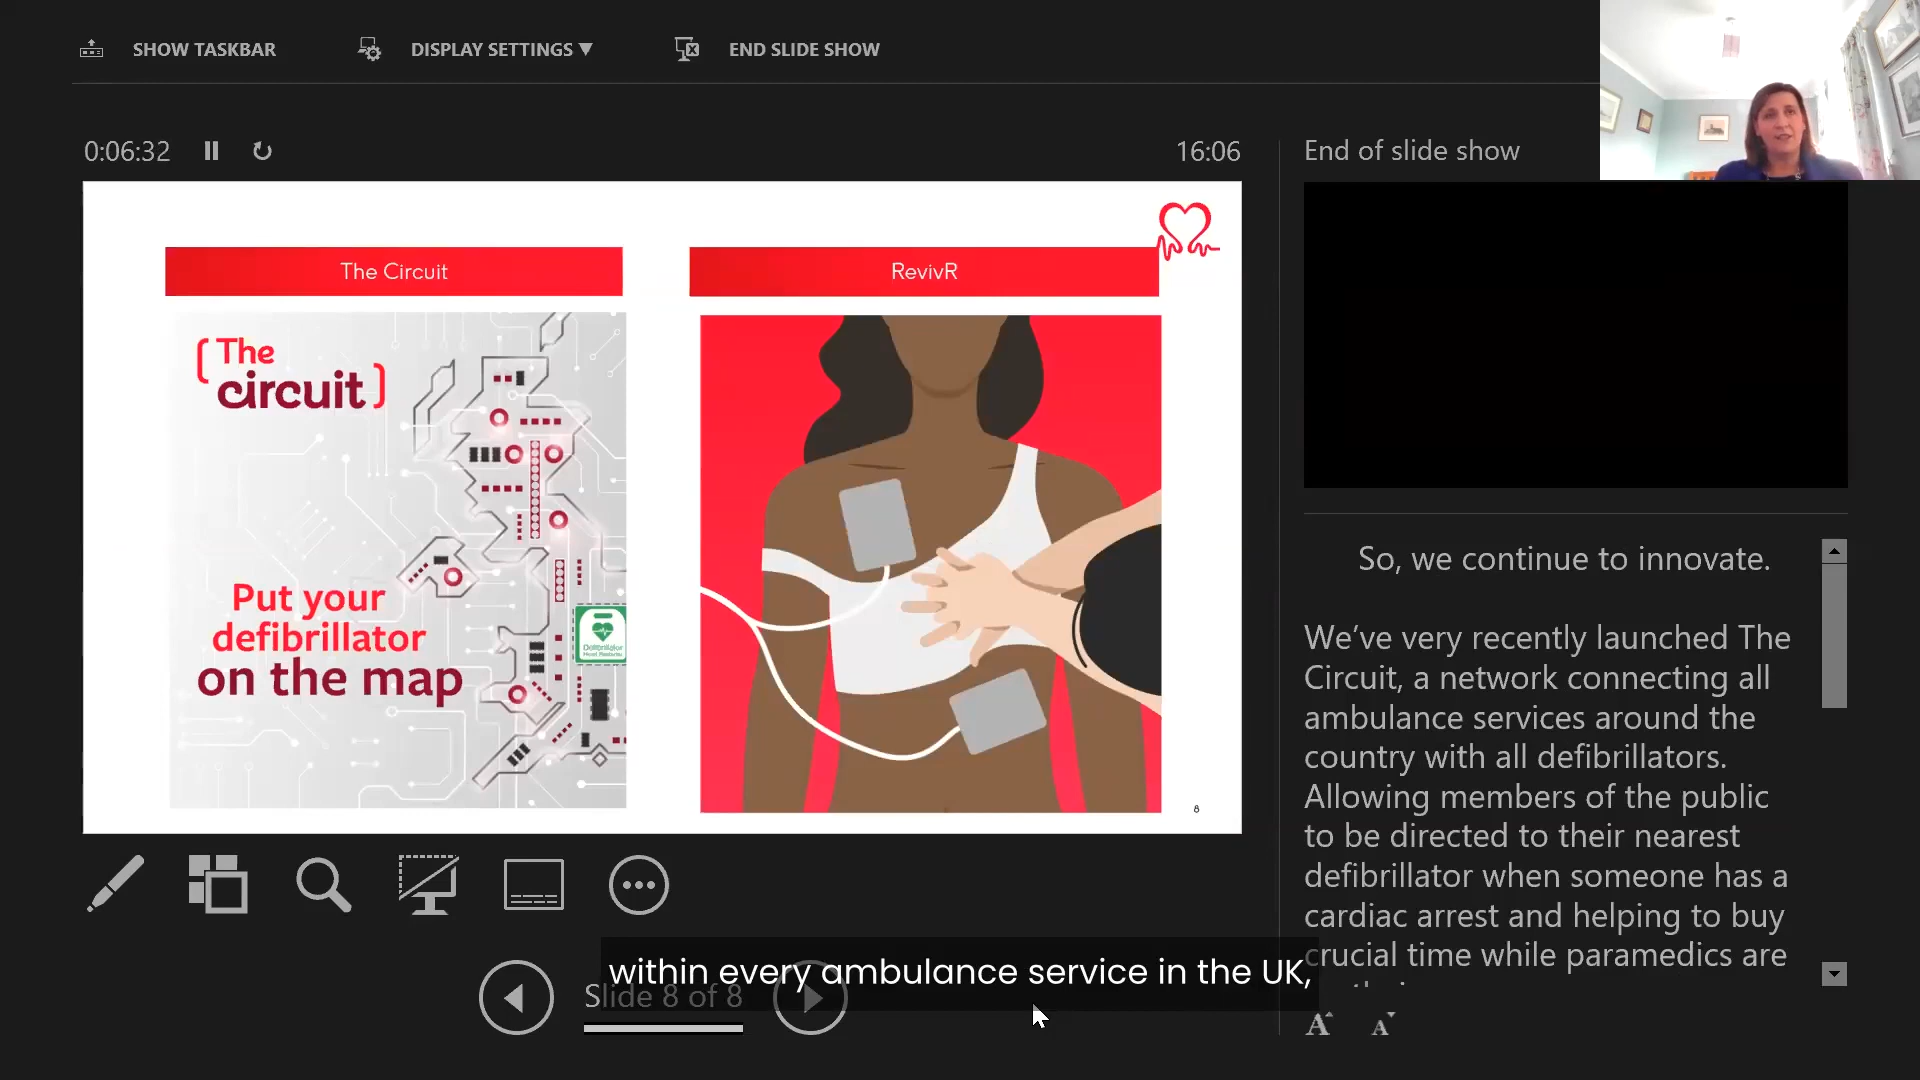 SHOW TASKBAR
DISPLAY SETTINGS ▼
END SLIDE SHOW
0:06:32
16:06
End of slide show
The Circuit
RevivR
The
circuit
Put your
defibrillator
on the map
Defibrillator
Heart Restarter
8
So, we continue to innovate.
We’ve very recently launched The
Circuit, a network connecting all
ambulance services around the
country with all defibrillators.
Allowing members of the public
to be directed to their nearest
defibrillator when someone has a
cardiac arrest and helping to buy
crucial time while paramedics are
within every ambulance service in the UK,
Slide 8 of 8
A
A